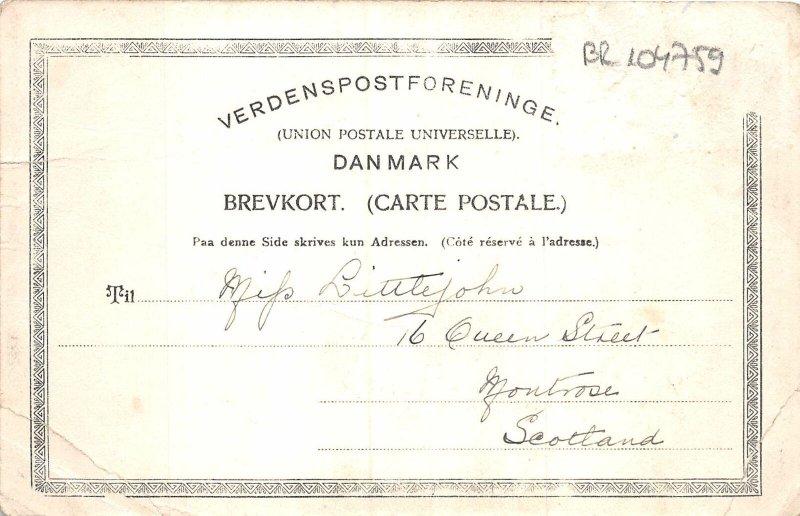 BR 104759
VERDENSPOSTFORENINGE.
(UNION POSTALE UNIVERSELLE).
DANMARK
BREVKORT. (CARTE POSTALE.)
Paa denne Side skrives kun Adressen. (Côté réservé à l'adresse.)
Til Miſs Littlejohn
16 Queen Street
Montrose
Scotland